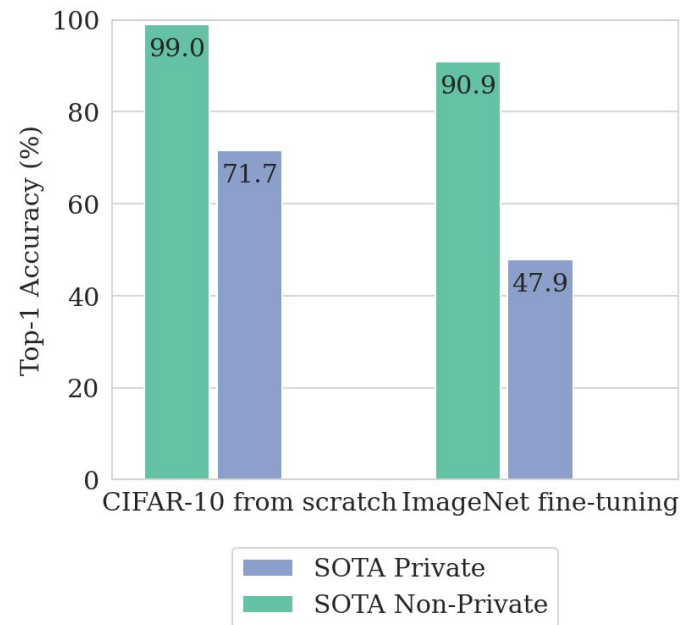 Top-1 Accuracy (%)
100
80
60
40
20
0
99.0
71.7
90.9
47.9
CIFAR-10 from scratch
ImageNet fine-tuning
SOTA Private
SOTA Non-Private